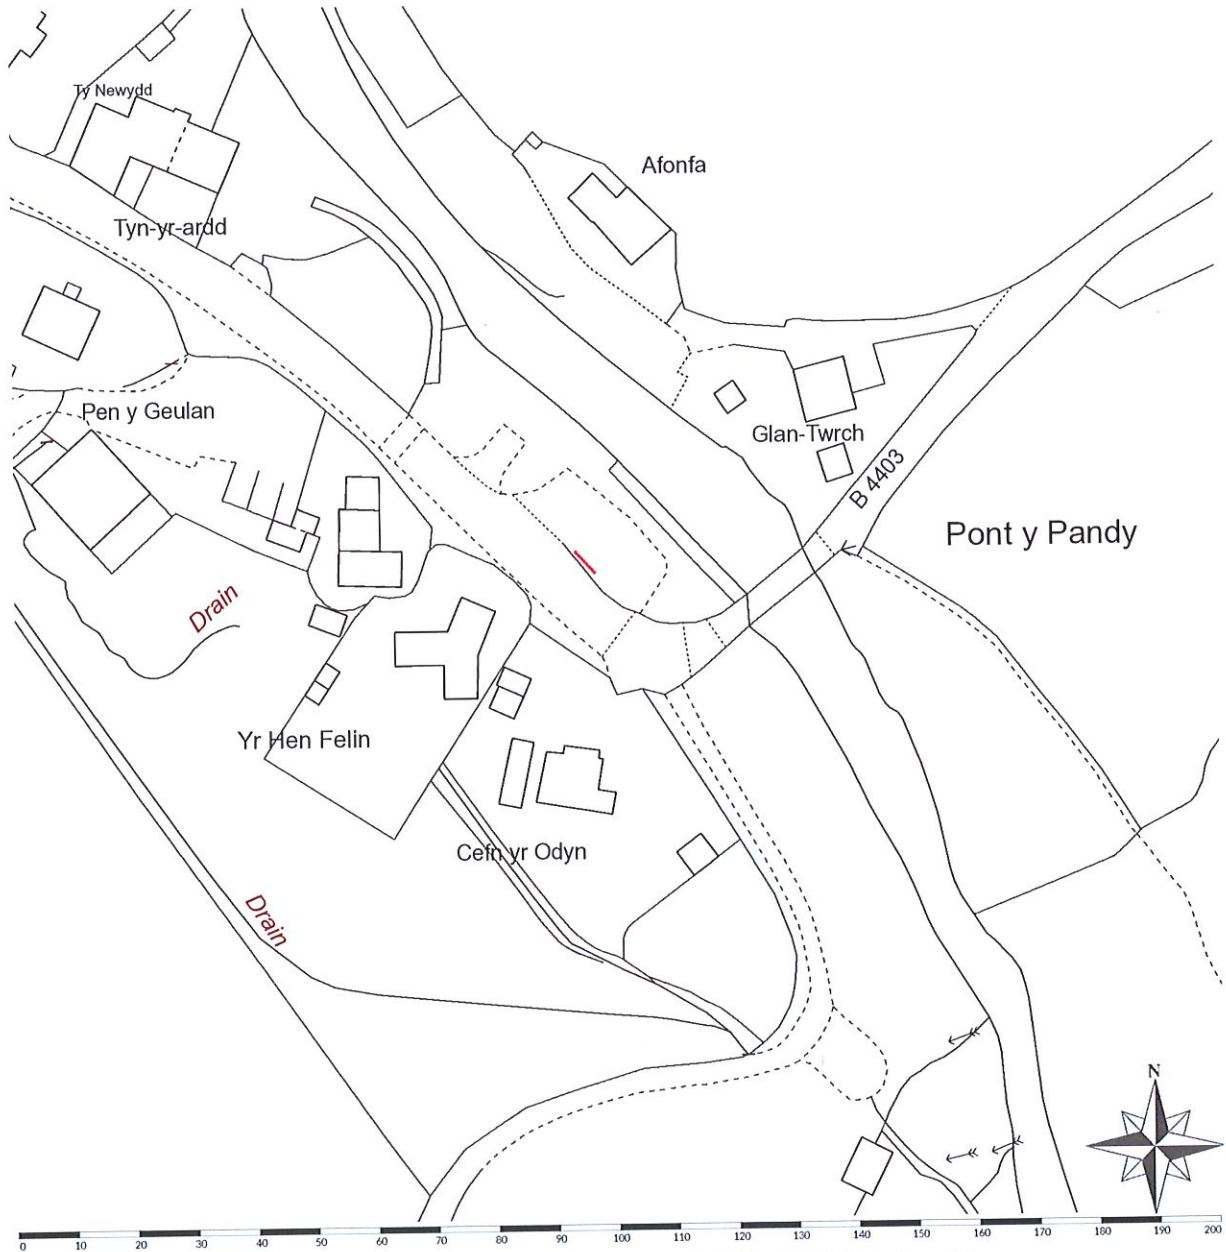 Ty Newydd
Afonfa
Tyn-yr-ardd
Pen y Geulan
Glan-Twrch
B 4403
Pont y Pandy
Drain
Yr Hen Felin
Cefn yr Odyn
Drain
N
0 10 20 30 40 50 60 70 80 90 100 110 120 130 140 150 160 170 180 190 200